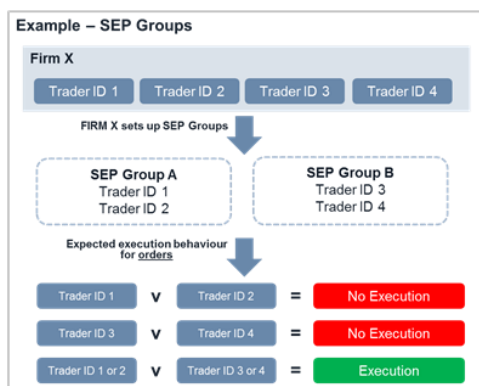 Example – SEP Groups
Firm X
Trader ID 1 Trader ID 2 Trader ID 3 Trader ID 4
FIRM X sets up SEP Groups
SEP Group A
Trader ID 1
Trader ID 2
SEP Group B
Trader ID 3
Trader ID 4
Expected execution behaviour
for orders
Trader ID 1 v Trader ID 2 = No Execution
Trader ID 3 v Trader ID 4 = No Execution
Trader ID 1 or 2 v Trader ID 3 or 4 = Execution